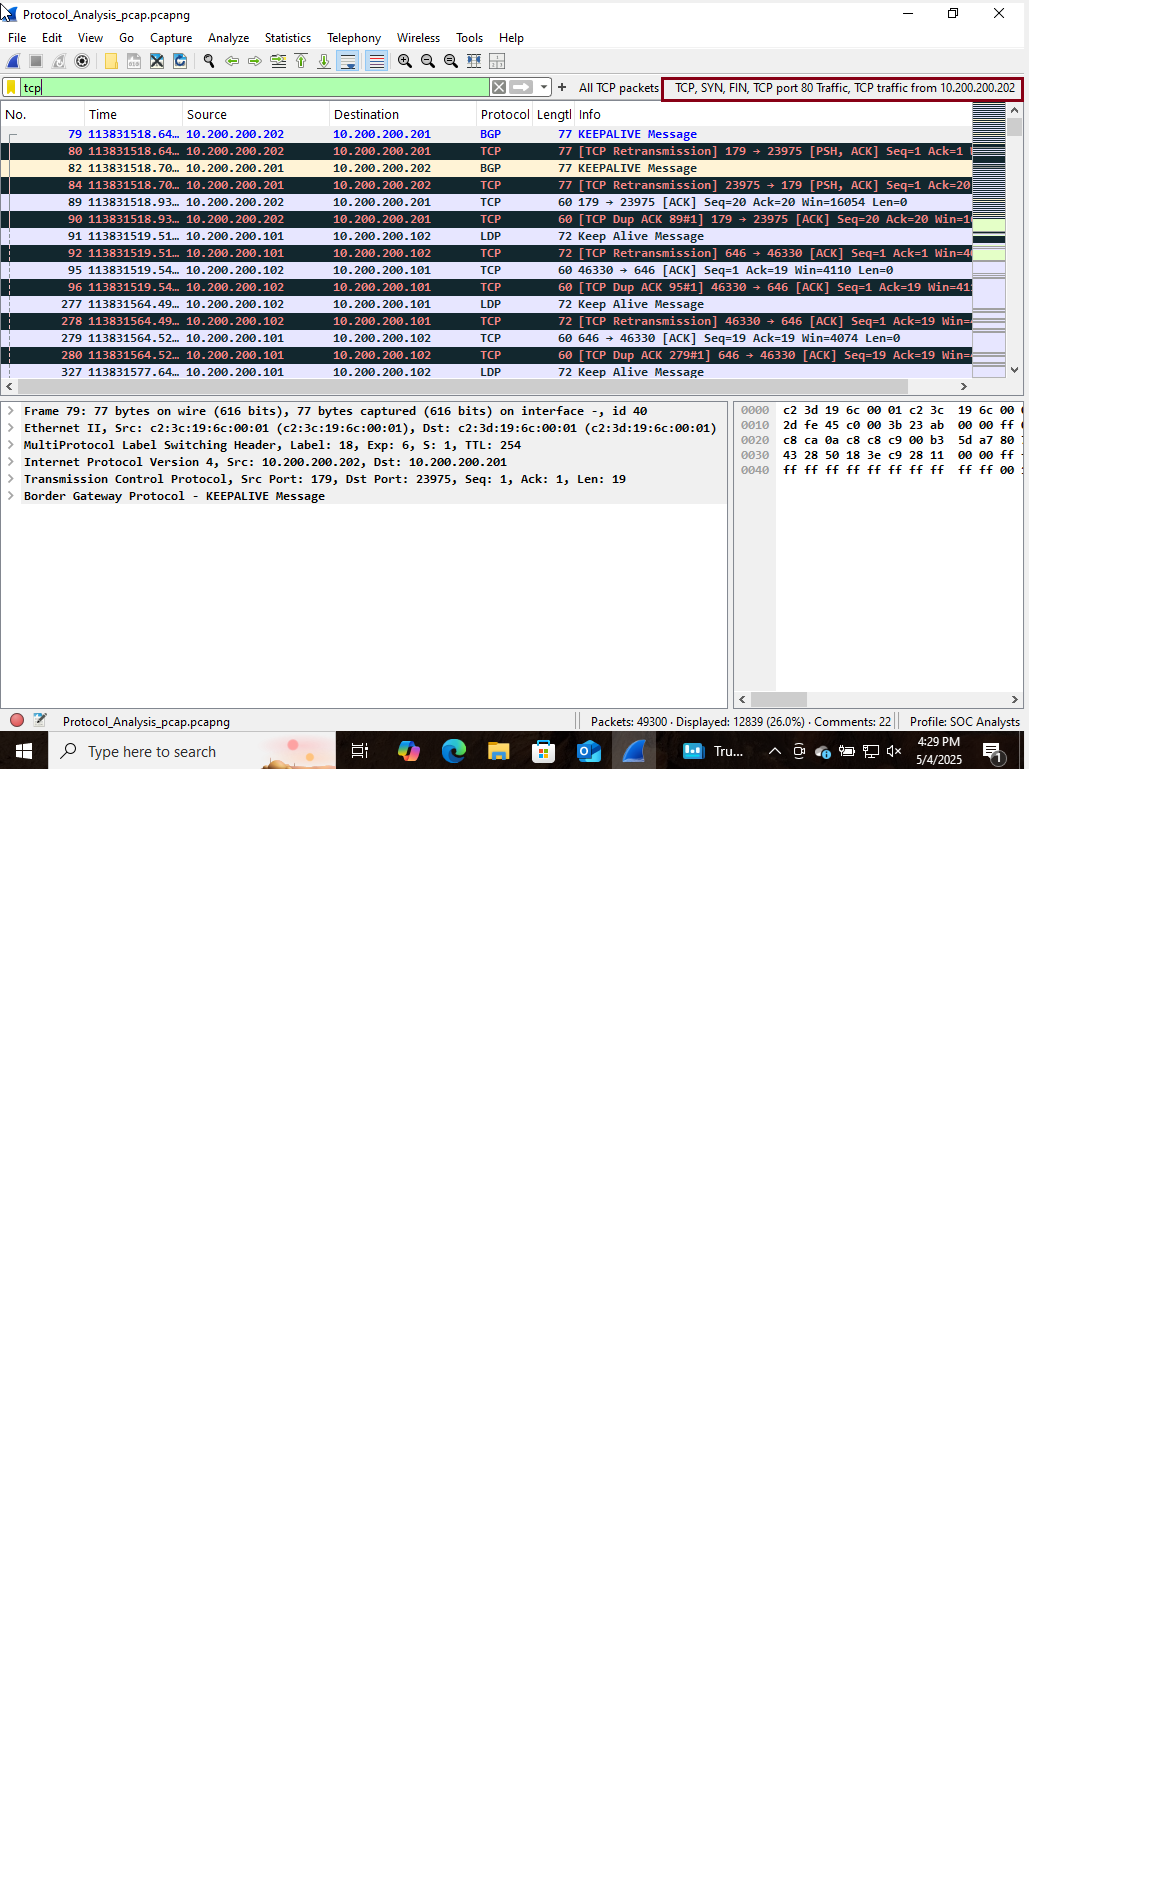 Protocol_Analysis_pcap.pcapng
File Edit View Go Capture Analyze Statistics Telephony Wireless Tools Help
tcp
All TCP packets TCP, SYN, FIN, TCP port 80 Traffic, TCP traffic from 10.200.200.202
No. Time Source Destination Protocol Lengtl Info
79 113831518.64… 10.200.200.202 10.200.200.201 BGP 77 KEEPALIVE Message
80 113831518.64… 10.200.200.202 10.200.200.201 TCP 77 [TCP Retransmission] 179 → 23975 [PSH, ACK] Seq=1 Ack=1
82 113831518.70… 10.200.200.201 10.200.200.202 BGP 77 KEEPALIVE Message
84 113831518.70… 10.200.200.201 10.200.200.202 TCP 77 [TCP Retransmission] 23975 → 179 [PSH, ACK] Seq=1 Ack=20
89 113831518.93… 10.200.200.202 10.200.200.201 TCP 60 179 → 23975 [ACK] Seq=20 Ack=20 Win=16054 Len=0
90 113831518.93… 10.200.200.202 10.200.200.201 TCP 60 [TCP Dup ACK 89#1] 179 → 23975 [ACK] Seq=20 Ack=20 Win=1
91 113831519.51… 10.200.200.101 10.200.200.102 LDP 72 Keep Alive Message
92 113831519.51… 10.200.200.101 10.200.200.102 TCP 72 [TCP Retransmission] 646 → 46330 [ACK] Seq=1 Ack=1 Win=4
95 113831519.54… 10.200.200.102 10.200.200.101 TCP 60 46330 → 646 [ACK] Seq=1 Ack=19 Win=4110 Len=0
96 113831519.54… 10.200.200.102 10.200.200.101 TCP 60 [TCP Dup ACK 95#1] 46330 → 646 [ACK] Seq=1 Ack=19 Win=41
277 113831564.49… 10.200.200.102 10.200.200.101 LDP 72 Keep Alive Message
278 113831564.49… 10.200.200.102 10.200.200.101 TCP 72 [TCP Retransmission] 46330 → 646 [ACK] Seq=1 Ack=19 Win=
279 113831564.52… 10.200.200.101 10.200.200.102 TCP 60 646 → 46330 [ACK] Seq=19 Ack=19 Win=4074 Len=0
280 113831564.52… 10.200.200.101 10.200.200.102 TCP 60 [TCP Dup ACK 279#1] 646 → 46330 [ACK] Seq=19 Ack=19 Win=
327 113831577.64… 10.200.200.101 10.200.200.102 LDP 72 Keep Alive Message
Frame 79: 77 bytes on wire (616 bits), 77 bytes captured (616 bits) on interface -, id 40
Ethernet II, Src: c2:3c:19:6c:00:01 (c2:3c:19:6c:00:01), Dst: c2:3d:19:6c:00:01 (c2:3d:19:6c:00:01)
MultiProtocol Label Switching Header, Label: 18, Exp: 6, S: 1, TTL: 254
Internet Protocol Version 4, Src: 10.200.200.202, Dst: 10.200.200.201
Transmission Control Protocol, Src Port: 179, Dst Port: 23975, Seq: 1, Ack: 1, Len: 19
Border Gateway Protocol - KEEPALIVE Message
0000 c2 3d 19 6c 00 01 c2 3c 19 6c 00
0010 2d fe 45 c0 00 3b 23 ab 00 00 ff
0020 c8 ca 0a c8 c8 c9 00 b3 5d a7 80
0030 43 28 50 18 3e c9 28 11 00 00 ff
0040 ff ff ff ff ff ff ff ff ff ff 00
Protocol_Analysis_pcap.pcapng
Packets: 49300 · Displayed: 12839 (26.0%) · Comments: 22
Profile: SOC Analysts
Type here to search
Tru...
4:29 PM
5/4/2025
1